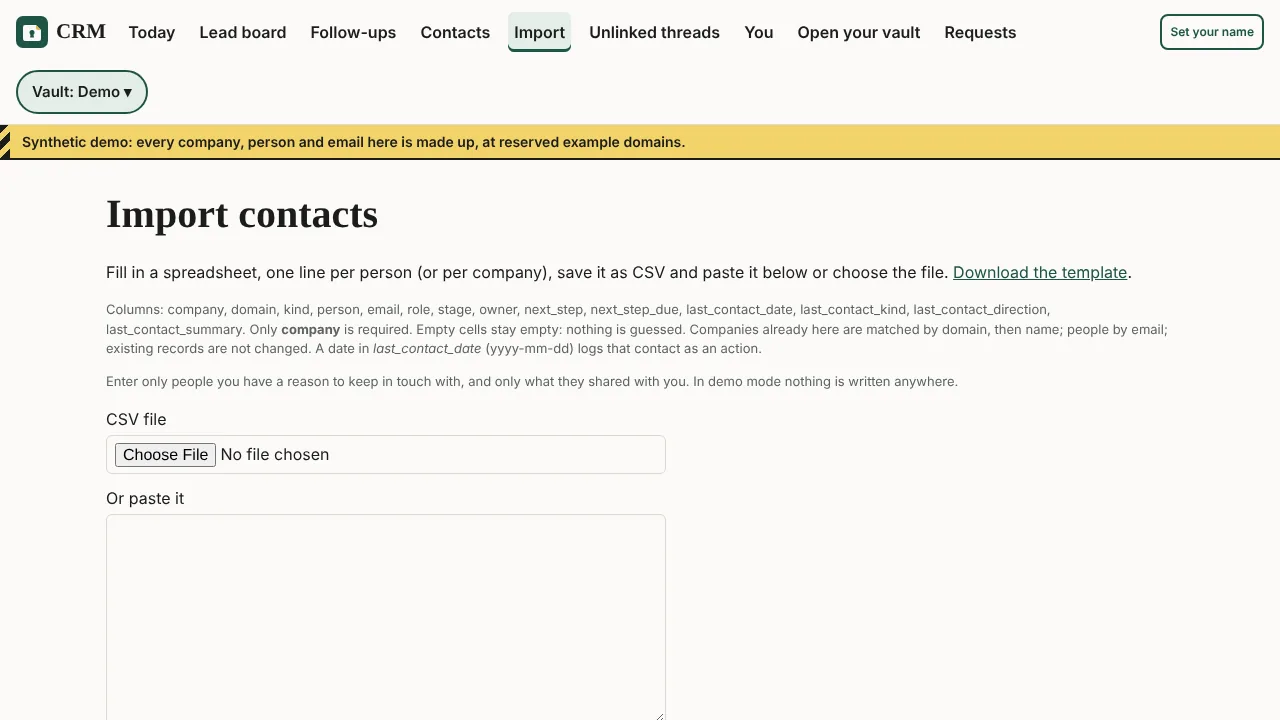 CRM Today Lead board Follow-ups Contacts Import Unlinked threads You Open your vault Requests Set your name
Vault: Demo ▾
Synthetic demo: every company, person and email here is made up, at reserved example domains.
Import contacts
Fill in a spreadsheet, one line per person (or per company), save it as CSV and paste it below or choose the file. Download the template.
Columns: company, domain, kind, person, email, role, stage, owner, next_step, next_step_due, last_contact_date, last_contact_kind, last_contact_direction,
last_contact_summary. Only company is required. Empty cells stay empty: nothing is guessed. Companies already here are matched by domain, then name; people by email;
existing records are not changed. A date in last_contact_date (yyyy-mm-dd) logs that contact as an action.
Enter only people you have a reason to keep in touch with, and only what they shared with you. In demo mode nothing is written anywhere.
CSV file
Choose File No file chosen
Or paste it